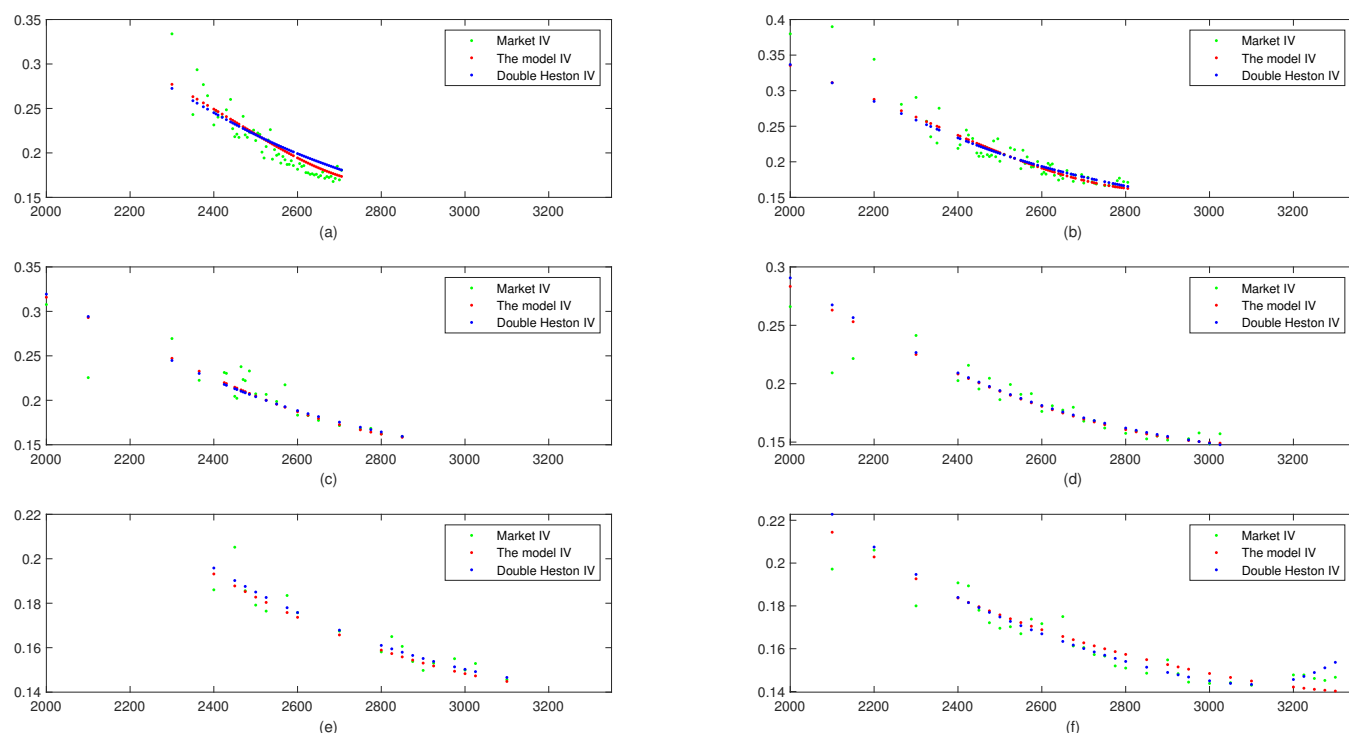 0.35
0.3
0.25
0.2
0.15
2000 2200 2400 2600 2800 3000 3200
Market IV
The model IV
Double Heston IV
(a)
0.4
0.35
0.3
0.25
0.2
0.15
2000 2200 2400 2600 2800 3000 3200
Market IV
The model IV
Double Heston IV
(b)
0.35
0.3
0.25
0.2
0.15
2000 2200 2400 2600 2800 3000 3200
Market IV
The model IV
Double Heston IV
(c)
0.3
0.25
0.2
0.15
2000 2200 2400 2600 2800 3000 3200
Market IV
The model IV
Double Heston IV
(d)
0.22
0.2
0.18
0.16
0.14
2000 2200 2400 2600 2800 3000 3200
Market IV
The model IV
Double Heston IV
(e)
0.22
0.2
0.18
0.16
0.14
2000 2200 2400 2600 2800 3000 3200
Market IV
The model IV
Double Heston IV
(f)